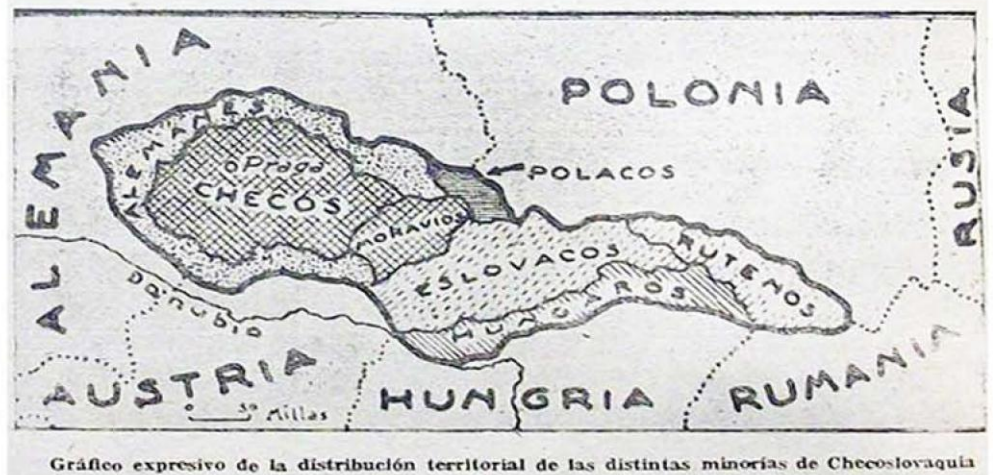 ALEMANIA
POLONIA
RUSIA
ALEMANES
o Praga
CHECOS
POLACOS
MORAVIOS
ESLOVACOS
RUTENOS
HUNGAROS
Danubio
AUSTRIA
50 Millas
HUNGRIA
RUMANIA
Gráfico expresivo de la distribución territorial de las distintas minorías de Checoslovaquia